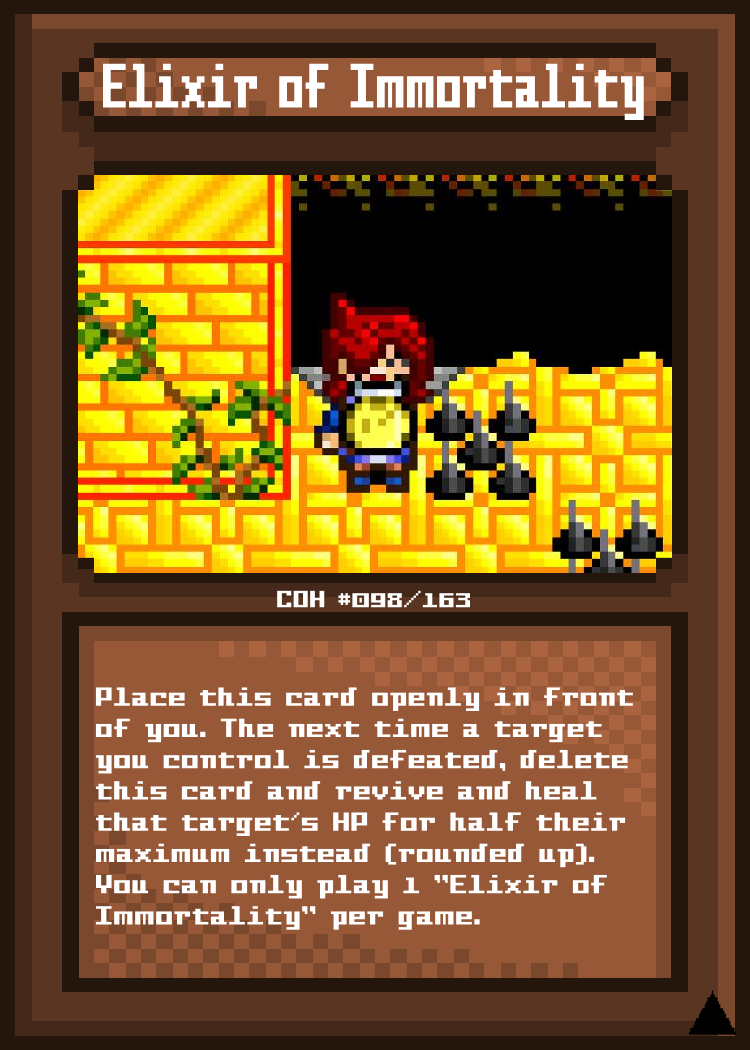 Elixir of Immortality
COH #098/163
Place this card openly in front
of you. The next time a target
you control is defeated, delete
this card and revive and heal
that target's HP for half their
maximum instead (rounded up).
You can only play 1 "Elixir of
Immortality" per game.